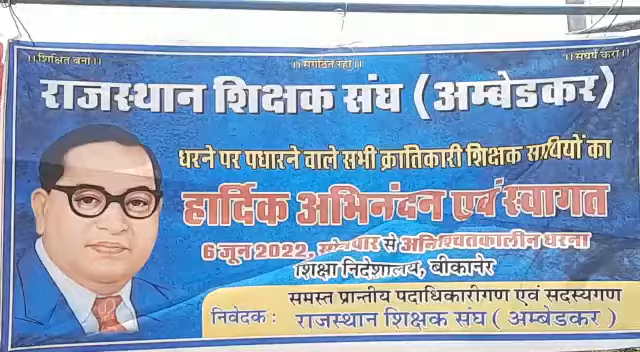 ।।शिक्षित बनो।। ।।संगठित रहो।। ।।संघर्ष करो।।
राजस्थान शिक्षक संघ (अम्बेडकर)
धरने पर पधारने वाले सभी क्रांतिकारी शिक्षक साथियों का
हार्दिक अभिनंदन एवं स्वागत
6 जून 2022, सोमवार से अनिश्चितकालीन धरना
शिक्षा निदेशालय, बीकानेर
समस्त प्रान्तीय पदाधिकारीगण एवं सदस्यगण
निवेदक : राजस्थान शिक्षक संघ ( अम्बेडकर )